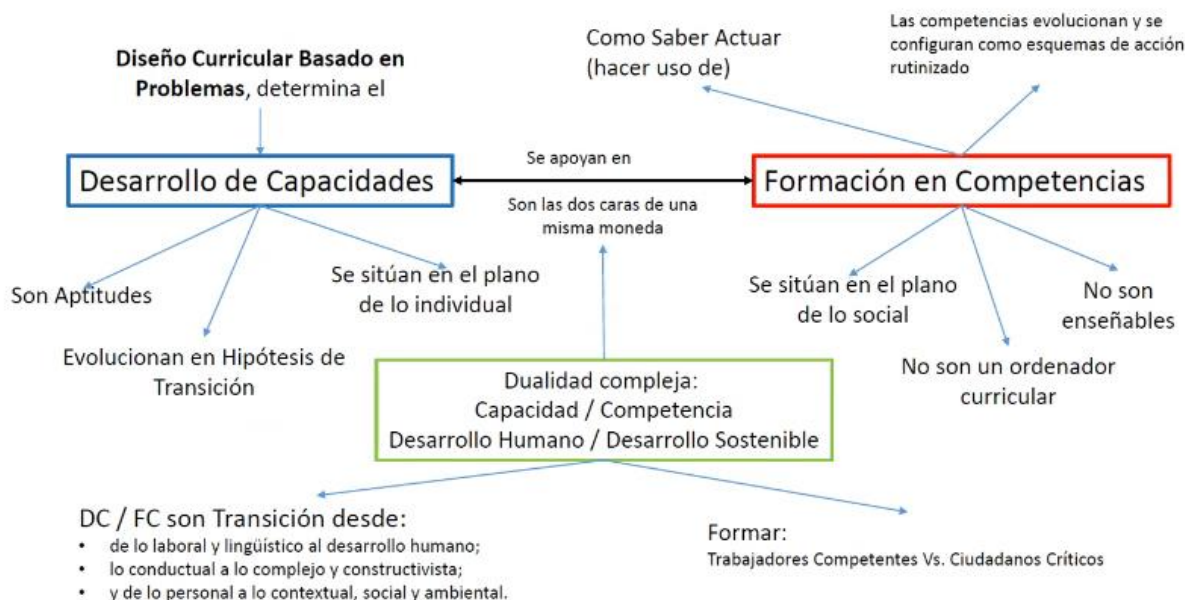 Diseño Curricular Basado en
Problemas, determina el
Como Saber Actuar
(hacer uso de)
Las competencias evolucionan y se
configuran como esquemas de acción
rutinizado
Desarrollo de Capacidades
Se apoyan en
Son las dos caras de una
misma moneda
Formación en Competencias
Son Aptitudes
Evolucionan en Hipótesis de
Transición
Se sitúan en el plano
de lo individual
Se sitúan en el plano
de lo social
No son un ordenador
curricular
No son
enseñables
Dualidad compleja:
Capacidad / Competencia
Desarrollo Humano / Desarrollo Sostenible
DC / FC son Transición desde:
• de lo laboral y lingüístico al desarrollo humano;
• lo conductual a lo complejo y constructivista;
• y de lo personal a lo contextual, social y ambiental.
Formar:
Trabajadores Competentes Vs. Ciudadanos Críticos